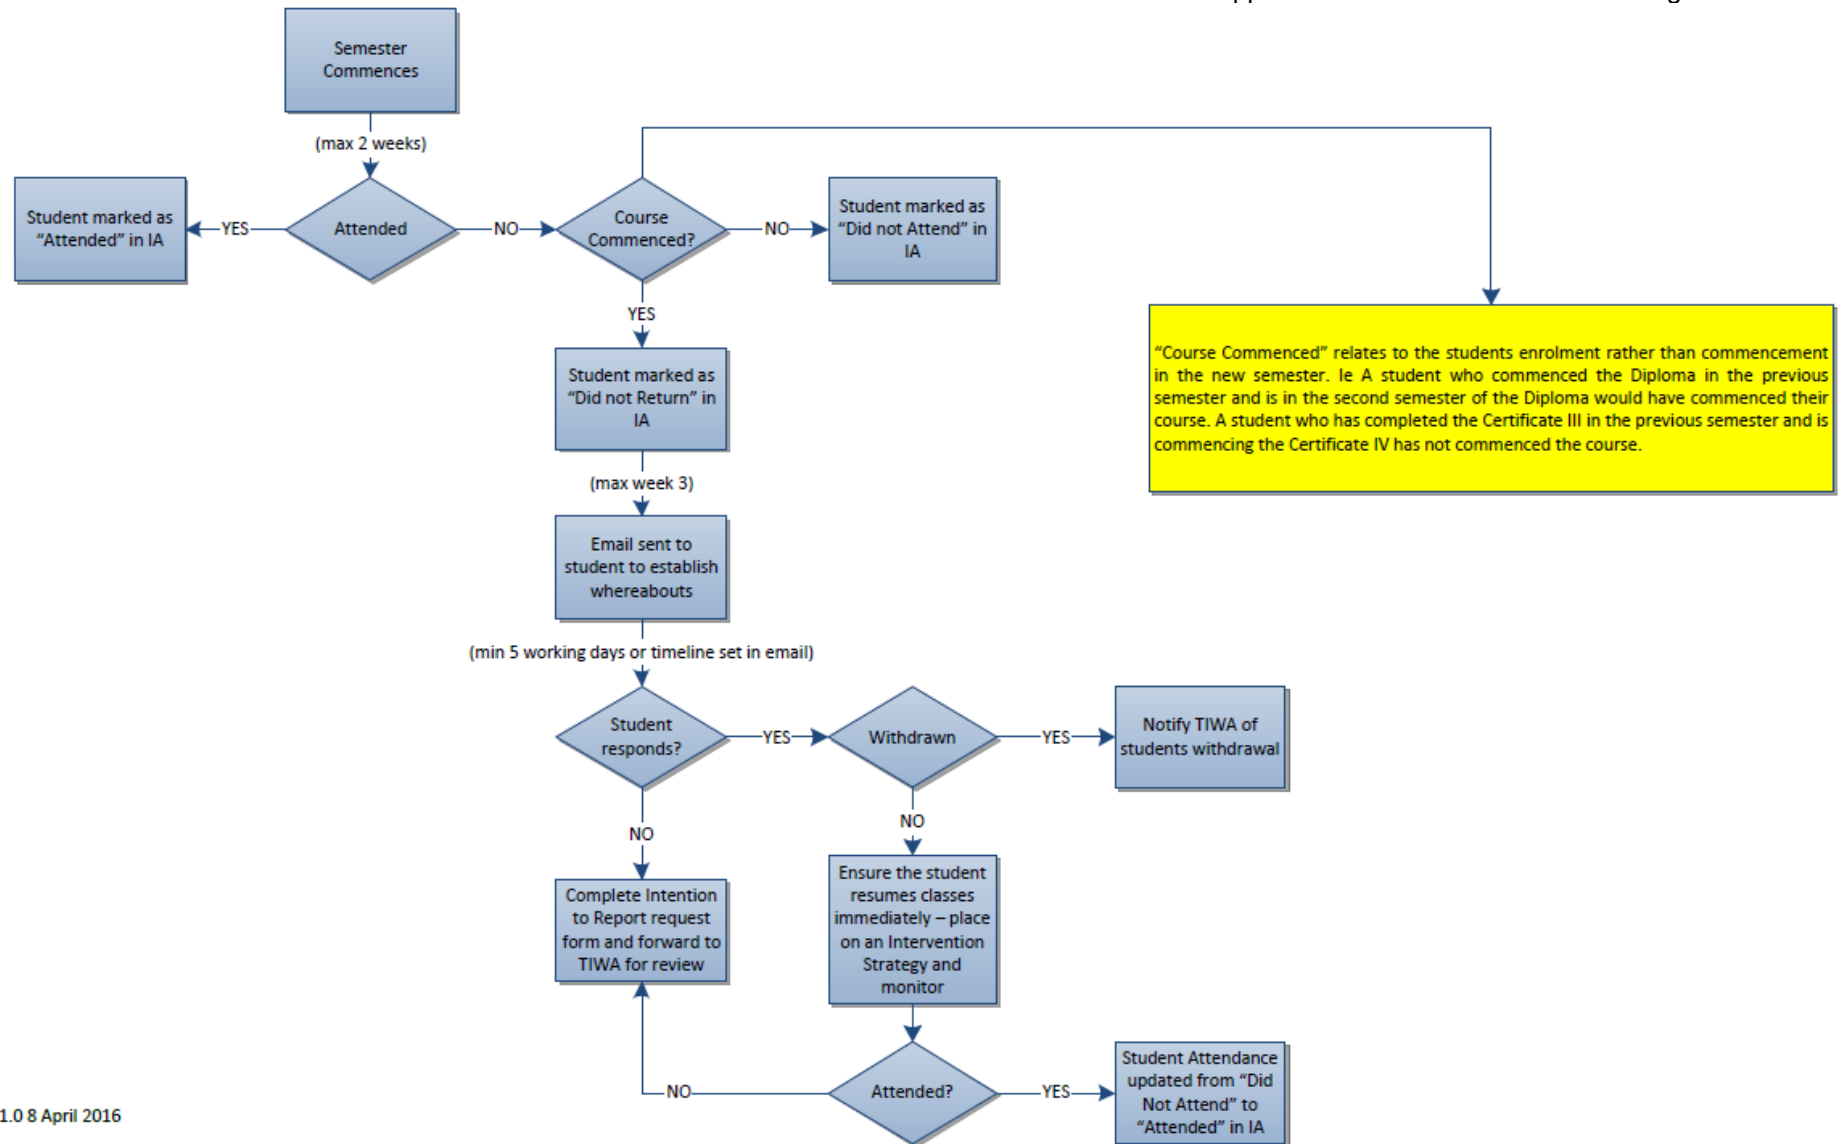 Semester
Commences
(max 2 weeks)
Student marked as
“Attended” in IA
YES
Attended
NO
Course
Commenced?
NO
Student marked as
“Did not Attend” in
IA
YES
“Course Commenced” relates to the students enrolment rather than commencement
in the new semester. Ie A student who commenced the Diploma in the previous
semester and is in the second semester of the Diploma would have commenced their
course. A student who has completed the Certificate III in the previous semester and is
commencing the Certificate IV has not commenced the course.
Student marked as
“Did not Return” in
IA
(max week 3)
Email sent to
student to establish
whereabouts
(min 5 working days or timeline set in email)
Student
responds?
YES
Withdrawn
YES
Notify TIWA of
students withdrawal
NO
NO
Complete Intention
to Report request
form and forward to
TIWA for review
Ensure the student
resumes classes
immediately – place
on an Intervention
Strategy and
monitor
NO
Attended?
YES
Student Attendance
updated from “Did
Not Attend” to
“Attended” in IA
1.0 8 April 2016